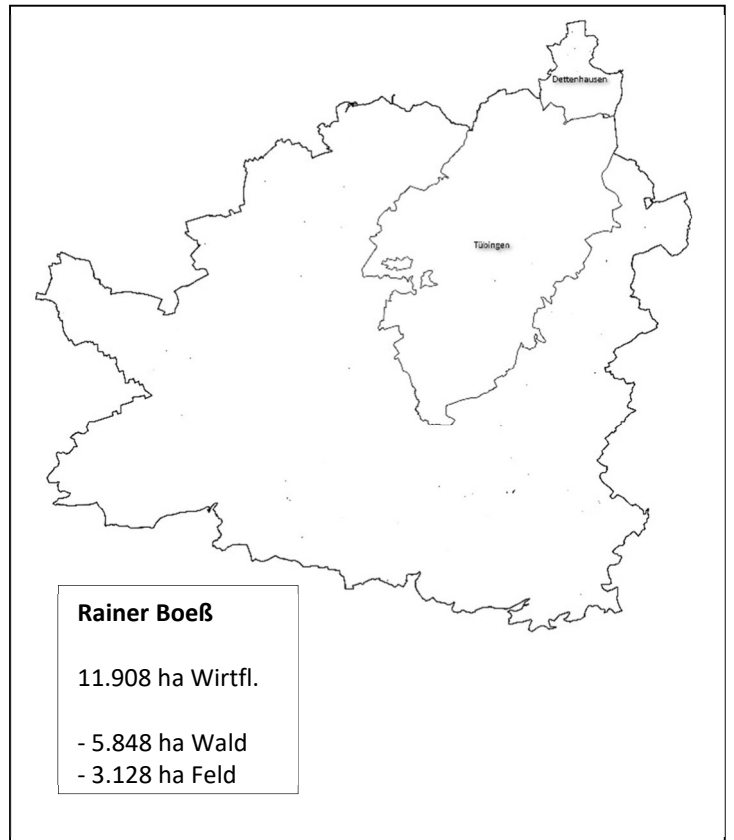 Dettenhausen
Tübingen
Rainer Boeß
11.908 ha Wirtfl.
- 5.848 ha Wald
- 3.128 ha Feld